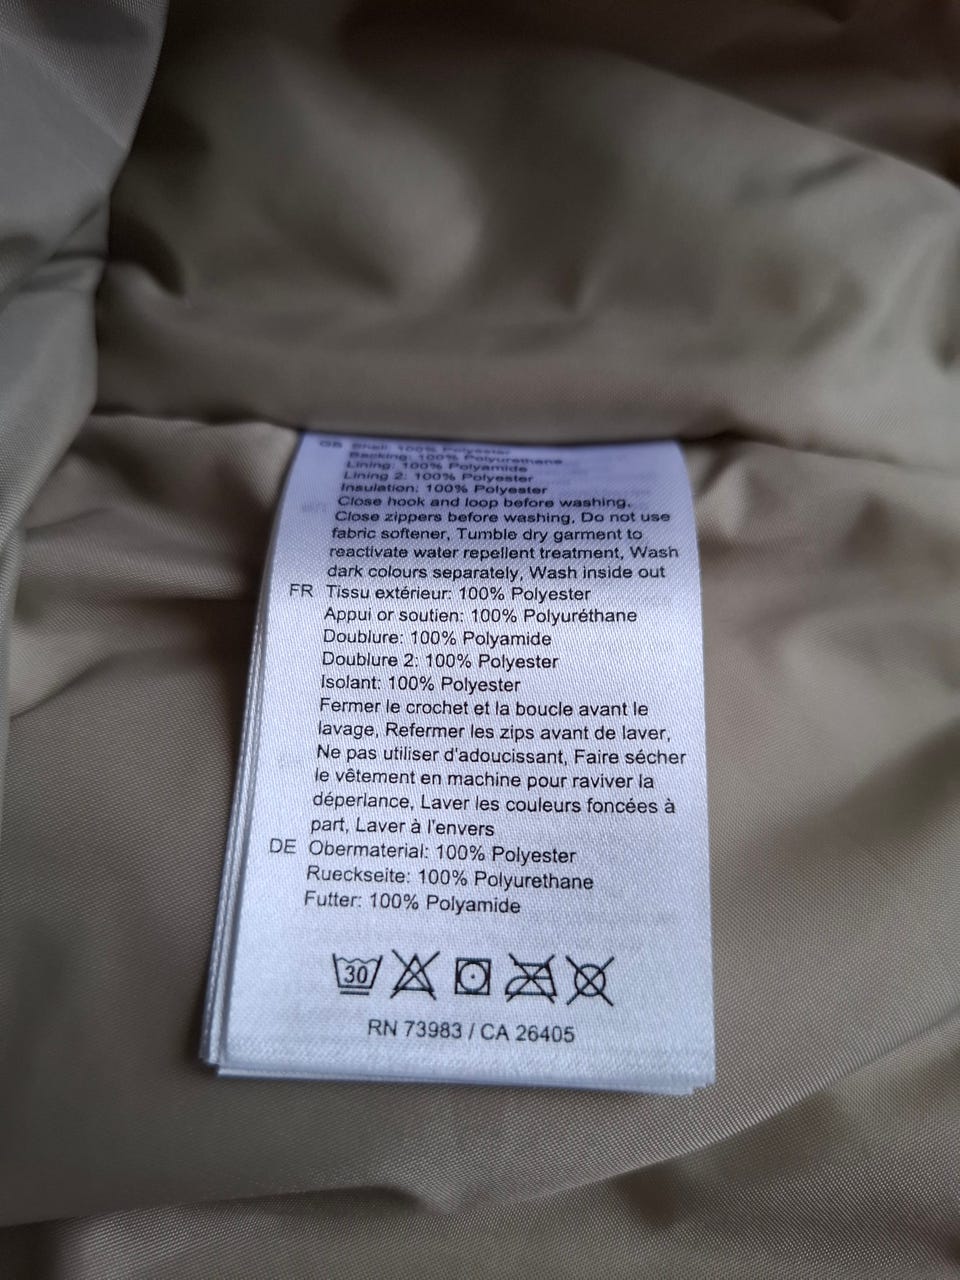 GB Shell: 100% Polyester
Backing: 100% Polyurethane
Lining: 100% Polyamide
Lining 2: 100% Polyester
Insulation: 100% Polyester
Close hook and loop before washing,
Close zippers before washing, Do not use
fabric softener, Tumble dry garment to
reactivate water repellent treatment, Wash
dark colours separately, Wash inside out
FR Tissu extérieur: 100% Polyester
Appui or soutien: 100% Polyuréthane
Doublure: 100% Polyamide
Doublure 2: 100% Polyester
Isolant: 100% Polyester
Fermer le crochet et la boucle avant le
lavage, Refermer les zips avant de laver,
Ne pas utiliser d'adoucissant, Faire sécher
le vêtement en machine pour raviver la
déperlance, Laver les couleurs foncées à
part, Laver à l'envers
DE Obermaterial: 100% Polyester
Rueckseite: 100% Polyurethane
Futter: 100% Polyamide
30
RN 73983 / CA 26405